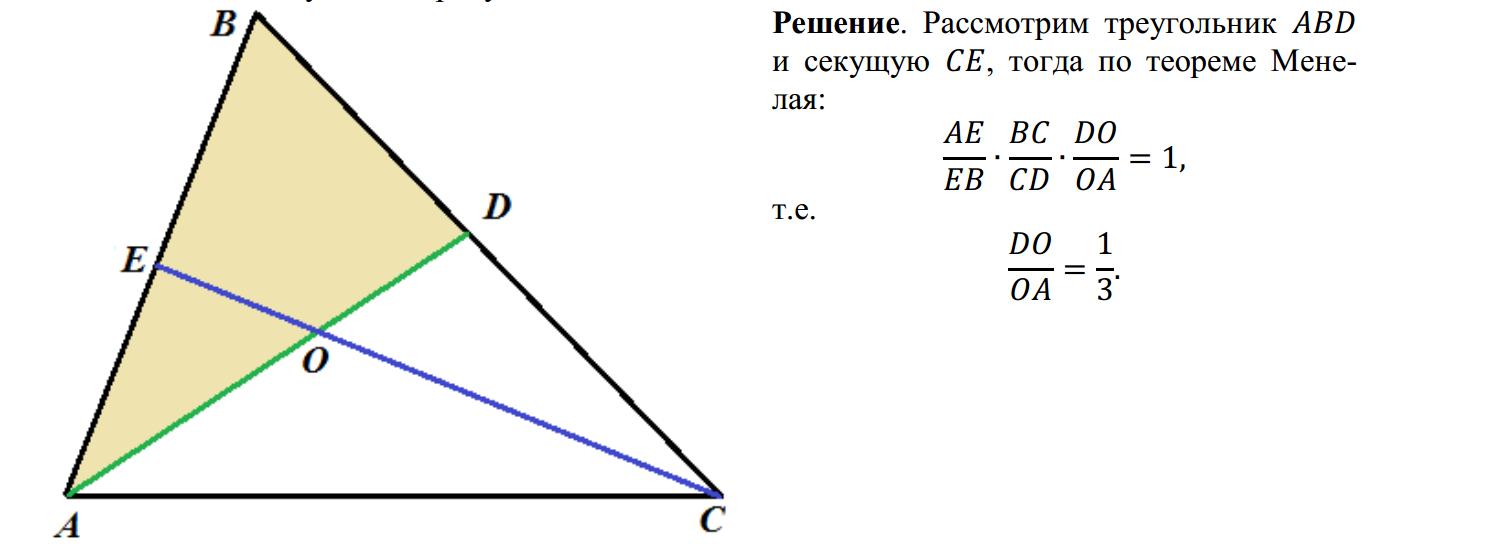 B
D
E
O
A
C
Решение. Рассмотрим треугольник ABD
и секущую CE, тогда по теореме Мене-
лая:
AE/EB · BC/CD · DO/OA = 1,
т.е.
DO/OA = 1/3.